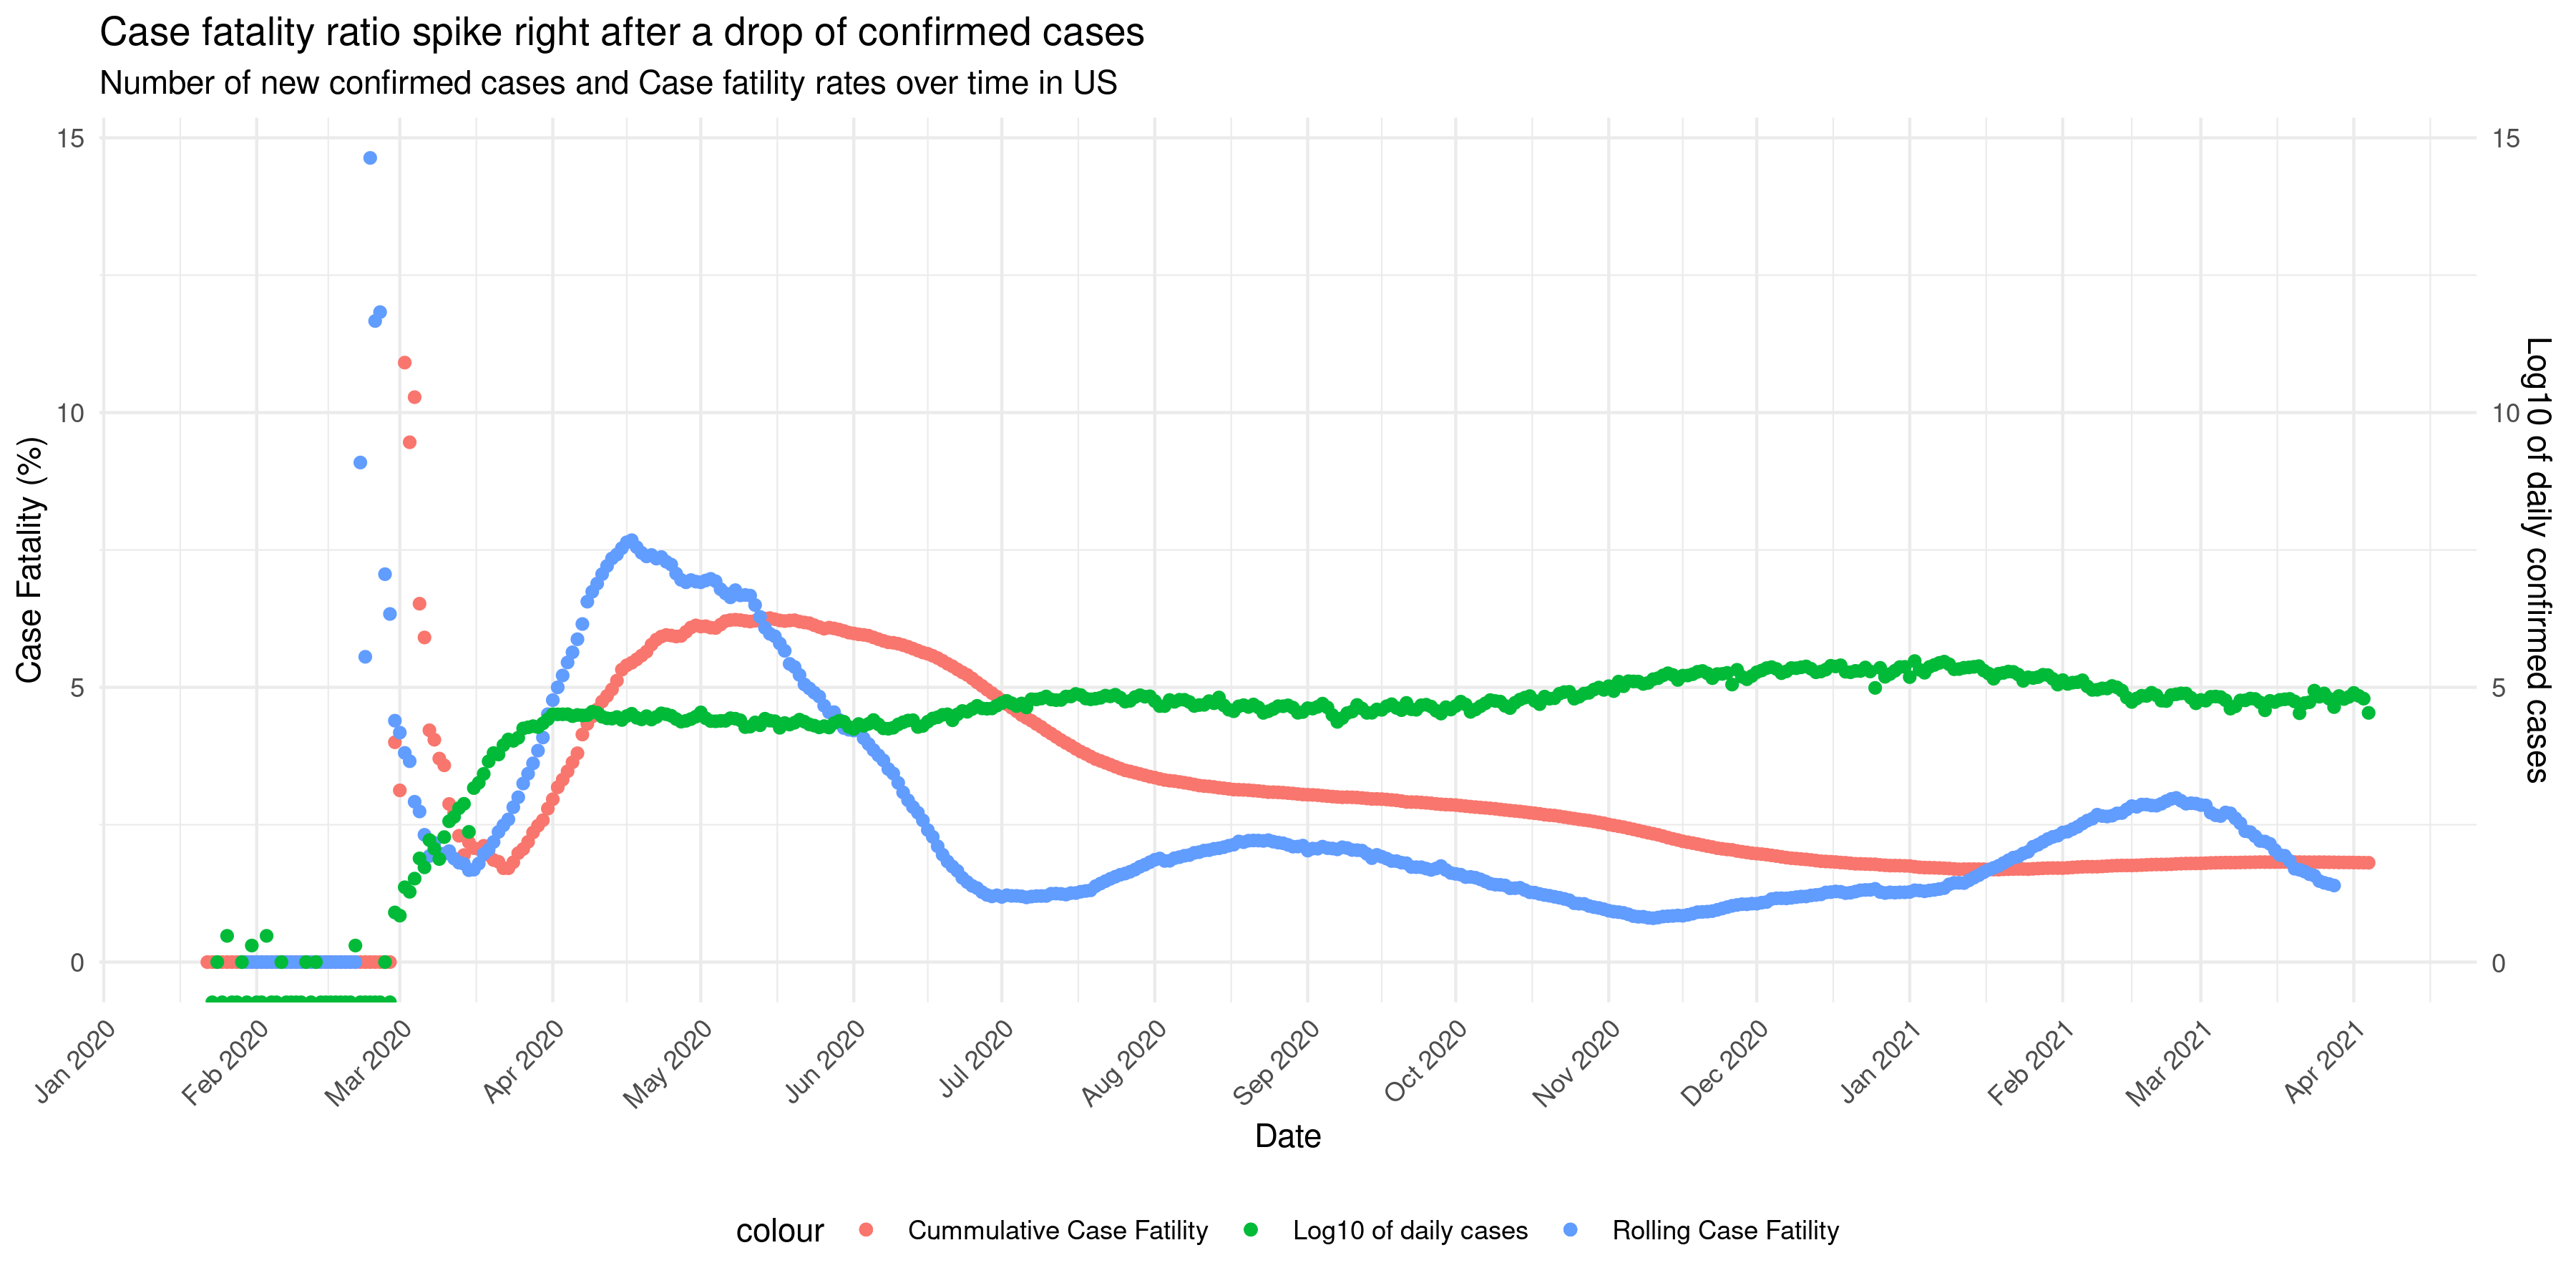 Case fatality ratio spike right after a drop of confirmed cases
Number of new confirmed cases and Case fatility rates over time in US
15
10
5
0
Case Fatality (%)
15
10
5
0
Log10 of daily confirmed cases
Jan 2020
Feb 2020
Mar 2020
Apr 2020
May 2020
Jun 2020
Jul 2020
Aug 2020
Sep 2020
Oct 2020
Nov 2020
Dec 2020
Jan 2021
Feb 2021
Mar 2021
Apr 2021
Date
colour
Cummulative Case Fatility
Log10 of daily cases
Rolling Case Fatility